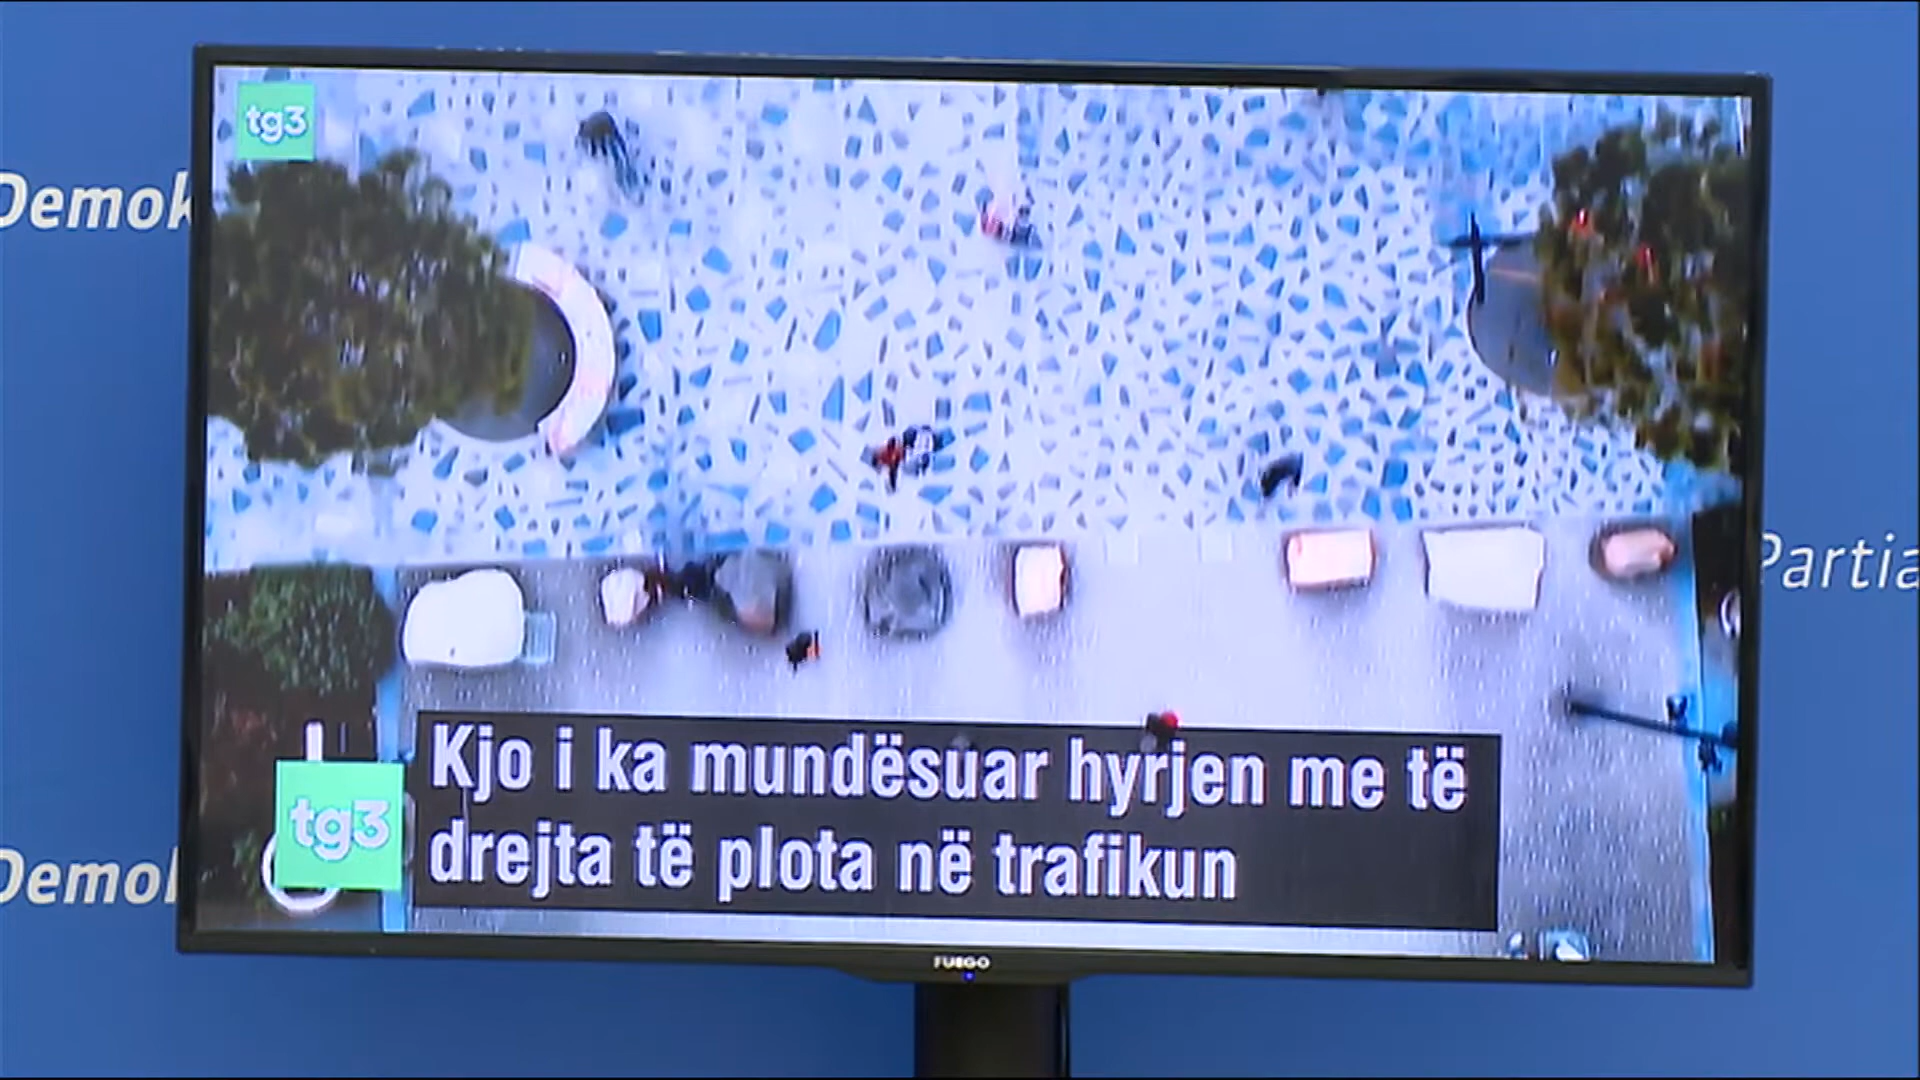 tg3
Demok
Partia
Kjo i ka mundësuar hyrjen me të
drejta të plota në trafikun
tg3
Demok
FUEGO